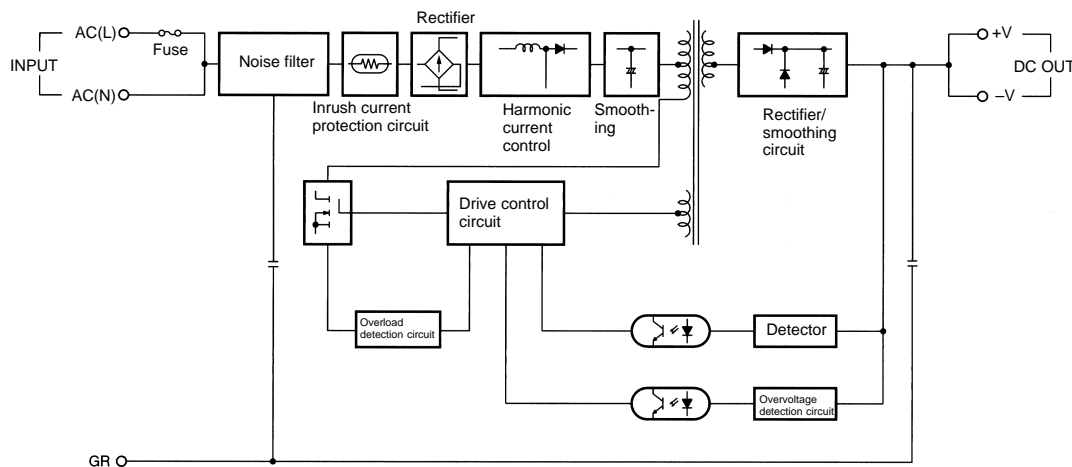 INPUT
AC(L)
AC(N)
Fuse
Noise filter
Inrush current
protection circuit
Rectifier
Harmonic
current
control
Smooth-
ing
Rectifier/
smoothing
circuit
+V
DC OUT
–V
Drive control
circuit
Overload
detection circuit
Detector
Overvoltage
detection circuit
GR